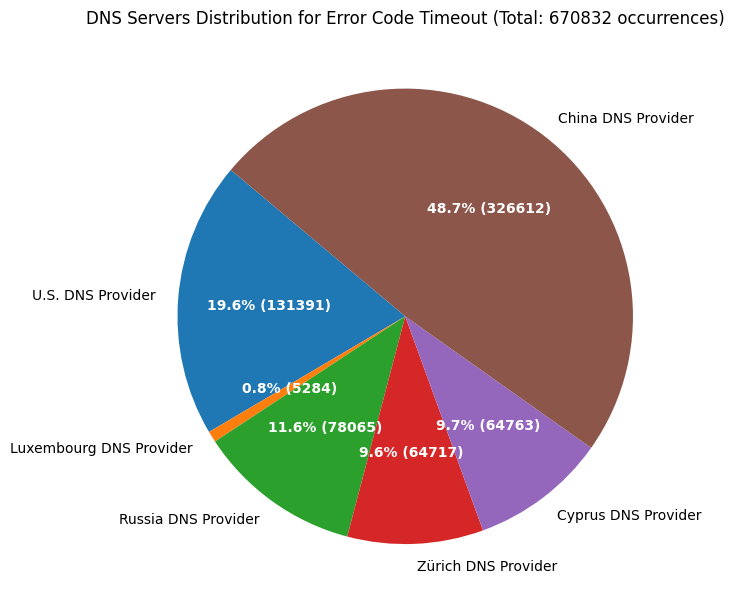 DNS Servers Distribution for Error Code Timeout (Total: 670832 occurrences)
China DNS Provider
48.7% (326612)
U.S. DNS Provider
19.6% (131391)
0.8% (5284)
Luxembourg DNS Provider
11.6% (78065)
Russia DNS Provider
9.6% (64717)
Zürich DNS Provider
9.7% (64763)
Cyprus DNS Provider